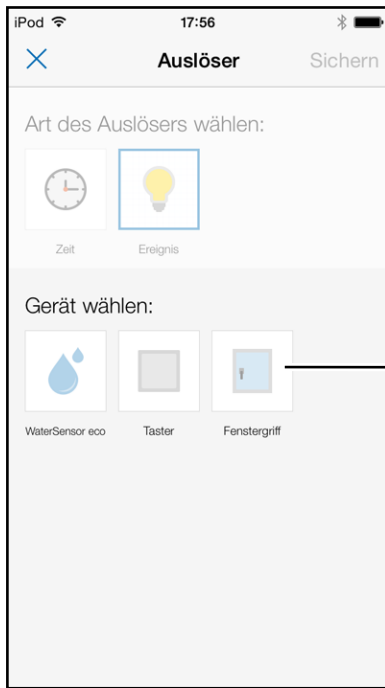 iPod 17:56
Auslöser Sichern
Art des Auslösers wählen:
Zeit Ereignis
Gerät wählen:
WaterSensor eco Taster Fenstergriff